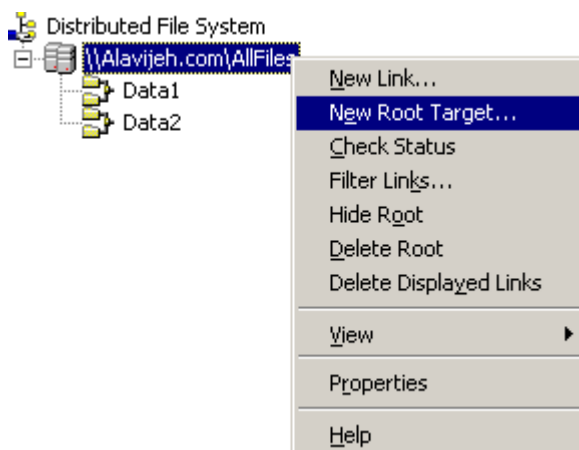 Distributed File System
\\Alavijeh.com\AllFiles
Data1
Data2
New Link...
New Root Target...
Check Status
Filter Links...
Hide Root
Delete Root
Delete Displayed Links
View
Properties
Help